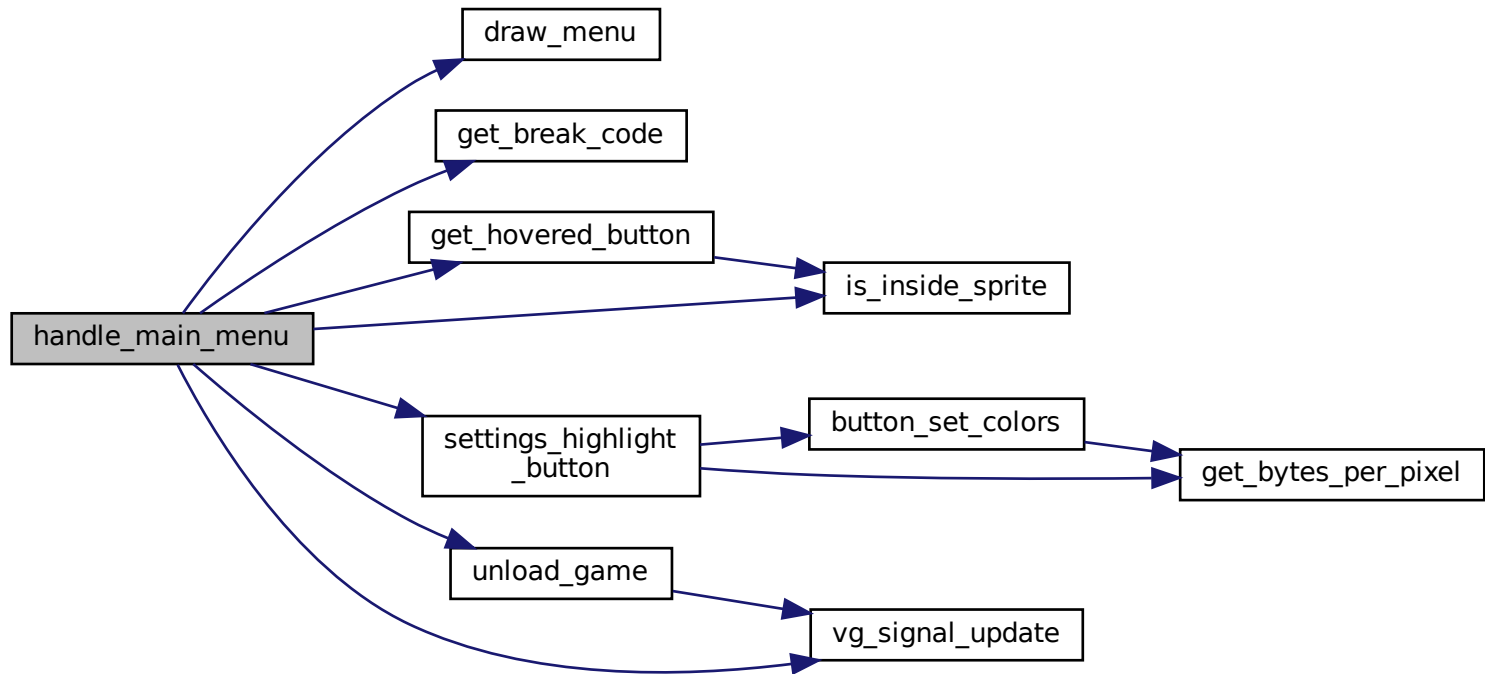 draw_menu
get_break_code
get_hovered_button
is_inside_sprite
handle_main_menu
settings_highlight
_button
button_set_colors
get_bytes_per_pixel
unload_game
vg_signal_update